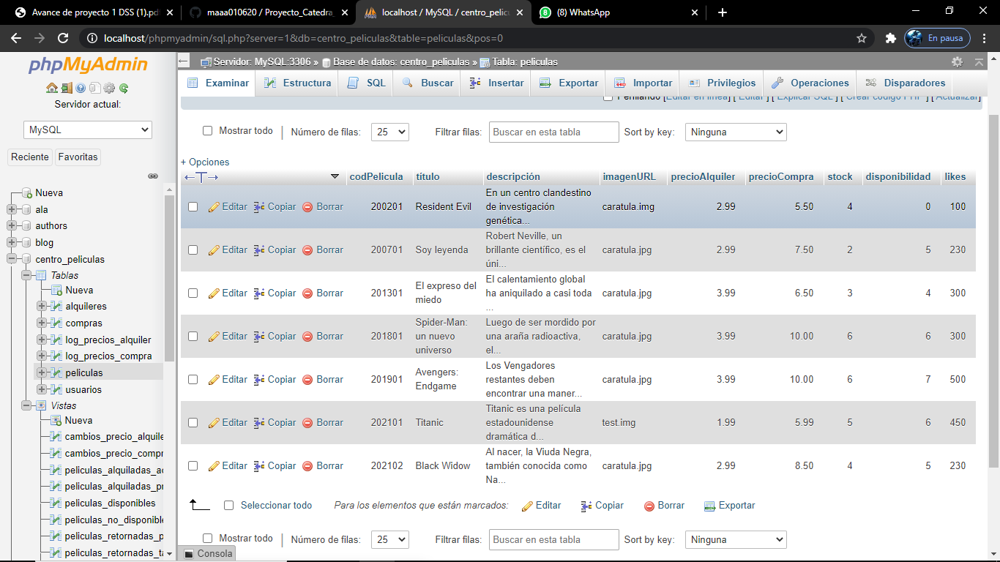 Avance de proyecto 1 DSS (1).pd
maaa010620 / Proyecto_Catedra_
localhost / MySQL / centro_pelicu
(8) WhatsApp
localhost/phpmyadmin/sql.php?server=1&db=centro_peliculas&table=peliculas&pos=0
En pausa
phpMyAdmin
Servidor actual:
MySQL
Reciente
Favoritas
Nueva
ala
authors
blog
centro_peliculas
Tablas
Nueva
alquileres
compras
log_precios_alquiler
log_precios_compra
peliculas
usuarios
Vistas
Nueva
cambios_precio_alquile
cambios_precio_compr
peliculas_alquiladas_a
peliculas_alquiladas_pr
peliculas_disponibles
peliculas_no_disponible
peliculas_retornadas_p
peliculas_retornadas_ta
Servidor: MySQL:3306 » Base de datos: centro_peliculas » Tabla: peliculas
Examinar Estructura SQL Buscar Insertar Exportar Importar Privilegios Operaciones Disparadores
Perfilando [Editar en línea] [ Editar ] [ Explicar SQL ] [ Crear código PHP ] [ Actualizar]
Mostrar todo | Número de filas: 25 Filtrar filas: Buscar en esta tabla Sort by key: Ninguna
+ Opciones
←T→ codPelicula título descripción imagenURL precioAlquiler precioCompra stock disponibilidad likes
Editar Copiar Borrar 200201 Resident Evil En un centro clandestino de investigación genética... caratula.img 2.99 5.50 4 0 100
Editar Copiar Borrar 200701 Soy leyenda Robert Neville, un brillante científico, es el úni... caratula.jpg 2.99 7.50 2 5 230
Editar Copiar Borrar 201301 El expreso del miedo El calentamiento global ha aniquilado a casi toda ... caratula.jpg 3.99 6.50 3 4 300
Editar Copiar Borrar 201801 Spider-Man: un nuevo universo Luego de ser mordido por una araña radioactiva, el... caratula.jpg 3.99 10.00 6 6 300
Editar Copiar Borrar 201901 Avengers: Endgame Los Vengadores restantes deben encontrar una maner... caratula.jpg 3.99 10.00 6 7 500
Editar Copiar Borrar 202101 Titanic Titanic es una película estadounidense dramática d... test.img 1.99 5.99 5 6 450
Editar Copiar Borrar 202102 Black Widow Al nacer, la Viuda Negra, también conocida como Na... caratula.jpg 2.99 8.50 4 5 230
Seleccionar todo Para los elementos que están marcados: Editar Copiar Borrar Exportar
Mostrar todo | Número de filas: 25 Filtrar filas: Buscar en esta tabla Sort by key: Ninguna
Consola